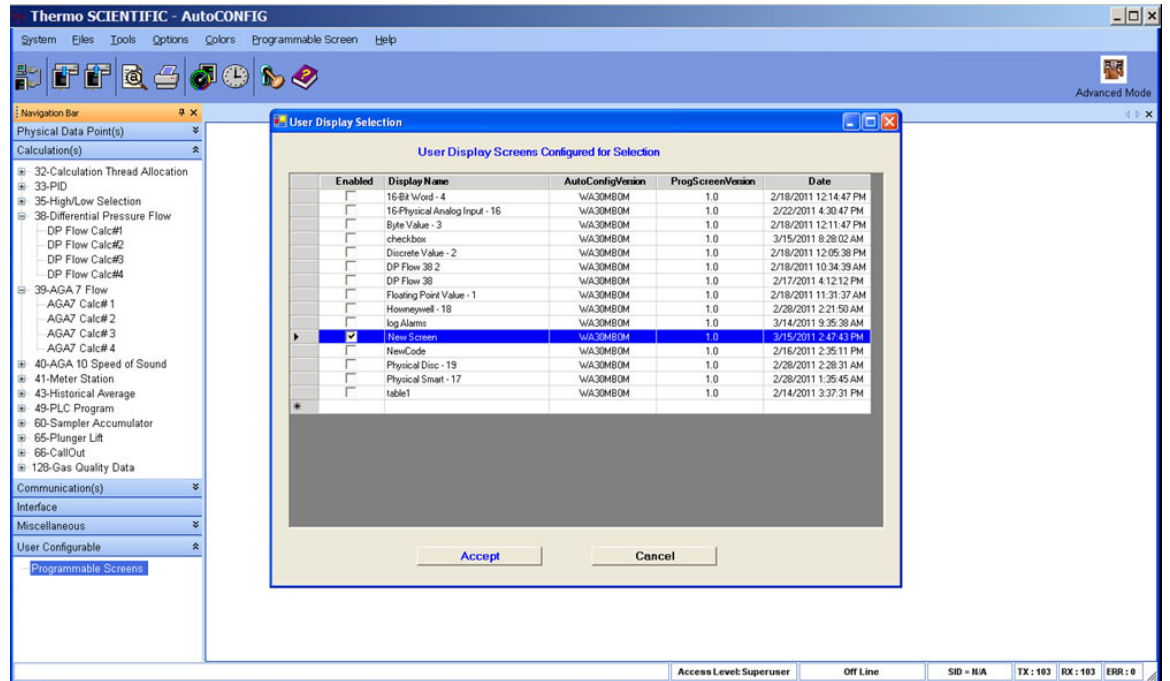 Thermo SCIENTIFIC - AutoCONFIG
System Files Tools Options Colors Programmable Screen Help
Advanced Mode
Navigation Bar
Physical Data Point(s)
Calculation(s)
32-Calculation Thread Allocation
33-PID
35-High/Low Selection
38-Differential Pressure Flow
DP Flow Calc#1
DP Flow Calc#2
DP Flow Calc#3
DP Flow Calc#4
39-AGA 7 Flow
AGA7 Calc# 1
AGA7 Calc# 2
AGA7 Calc# 3
AGA7 Calc# 4
40-AGA 10 Speed of Sound
41-Meter Station
43-Historical Average
49-PLC Program
60-Sampler Accumulator
65-Plunger Lift
66-CallOut
128-Gas Quality Data
Communication(s)
Interface
Miscellaneous
User Configurable
Programmable Screens
User Display Selection
User Display Screens Configured for Selection
Enabled Display Name AutoConfigVersion ProgScreenVersion Date
16-Bit Word - 4 WA30MB0M 1.0 2/18/2011 12:14:47 PM
16-Physical Analog Input - 16 WA30MB0M 1.0 2/22/2011 4:30:47 PM
Byte Value - 3 WA30MB0M 1.0 2/18/2011 12:11:47 PM
checkbox WA30MB0M 1.0 3/15/2011 8:28:02 AM
Discrete Value - 2 WA30MB0M 1.0 2/18/2011 12:05:38 PM
DP Flow 38 2 WA30MB0M 1.0 2/18/2011 10:34:39 AM
DP Flow 38 WA30MB0M 1.0 2/17/2011 4:12:12 PM
Floating Point Value - 1 WA30MB0M 1.0 2/18/2011 11:31:37 AM
Howneywell - 18 WA30MB0M 1.0 2/28/2011 2:21:50 AM
log Alarms WA30MB0M 1.0 3/14/2011 9:35:38 AM
New Screen WA30MB0M 1.0 3/15/2011 2:47:43 PM
NewCode WA30MB0M 1.0 2/16/2011 2:35:11 PM
Physical Disc - 19 WA30MB0M 1.0 2/28/2011 2:28:31 AM
Physical Smart - 17 WA30MB0M 1.0 2/28/2011 1:35:45 AM
table1 WA30MB0M 1.0 2/14/2011 3:37:31 PM
Accept Cancel
Access Level: Superuser Off Line SID = N/A TX : 103 RX : 103 ERR : 0